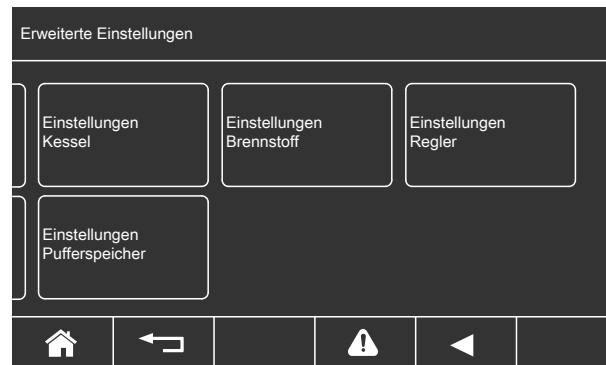 Erweiterte Einstellungen
Einstellungen
Kessel
Einstellungen
Brennstoff
Einstellungen
Regler
Einstellungen
Pufferspeicher